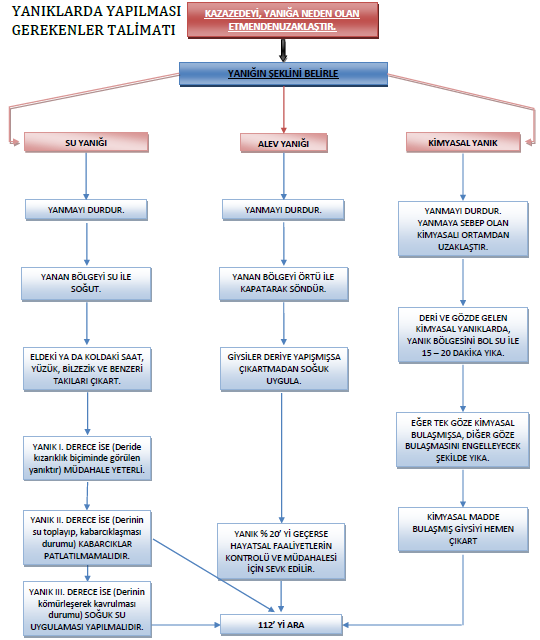 YANIKLARDA YAPILMASI
GEREKENLER TALİMATI
KAZAZEDEYİ, YANIĞA NEDEN OLAN
ETMENDENUZAKLAŞTIR.
YANIĞIN ŞEKLİNİ BELİRLE
SU YANIĞI
YANMAYI DURDUR.
YANAN BÖLGEYİ SU İLE
SOĞUT.
ELDEKİ YA DA KOLDAKİ SAAT,
YÜZÜK, BİLZEZİK VE BENZERİ
TAKILARI ÇIKART.
YANIK I. DERECE İSE (Deride
kızarıklık biçiminde görülen
yanıktır) MÜDAHALE YETERLİ.
YANIK II. DERECE İSE (Derinin
su toplayıp, kabarcıklaşması
durumu) KABARCIKLAR
PATLATILMAMALIDIR.
YANIK III. DERECE İSE (Derinin
kömürleşerek kavrulması
durumu) SOĞUK SU
UYGULAMASI YAPILMALIDIR.
ALEV YANIĞI
YANMAYI DURDUR.
YANAN BÖLGEYİ ÖRTÜ İLE
KAPATARAK SÖNDÜR.
GİYSİLER DERİYE YAPIŞMIŞSA
ÇIKARTMADAN SOĞUK
UYGULA.
YANIK % 20' Yİ GEÇERSE
HAYATSAL FAALİYETLERİN
KONTROLÜ VE MÜDAHALESİ
İÇİN SEVK EDİLİR.
KİMYASAL YANIK
YANMAYI DURDUR.
YANMAYA SEBEP OLAN
KİMYASALI ORTAMDAN
UZAKLAŞTIR.
DERİ VE GÖZDE GELEN
KİMYASAL YANIKLARDA,
YANIK BÖLGESİNİ BOL SU İLE
15 – 20 DAKİKA YIKA.
EĞER TEK GÖZE KİMYASAL
BULAŞMIŞSA, DİĞER GÖZE
BULAŞMASINI ENGELLEYECEK
ŞEKİLDE YIKA.
KİMYASAL MADDE
BULAŞMIŞ GİYSİYİ HEMEN
ÇIKART
112' Yİ ARA